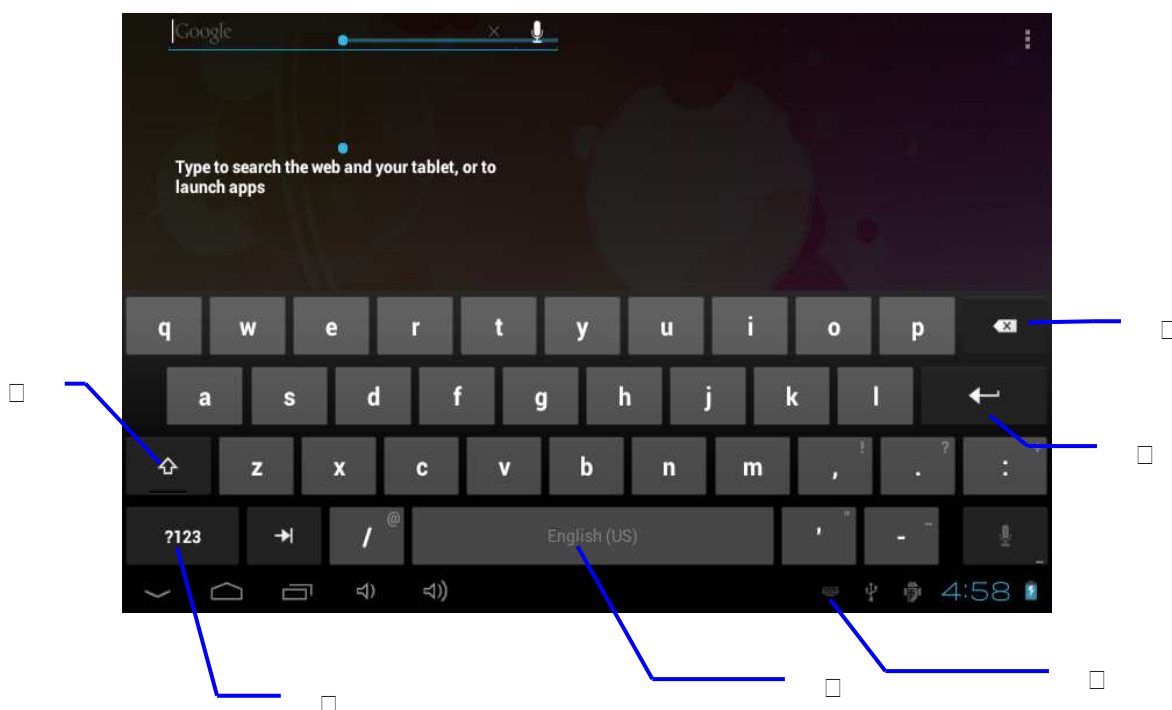 Google
Type to search the web and your tablet, or to
launch apps
q w e r t y u i o p
a s d f g h j k l
! ?
z x c v b n m , . :
@ " _
?123 / English (US) ' -
4:58